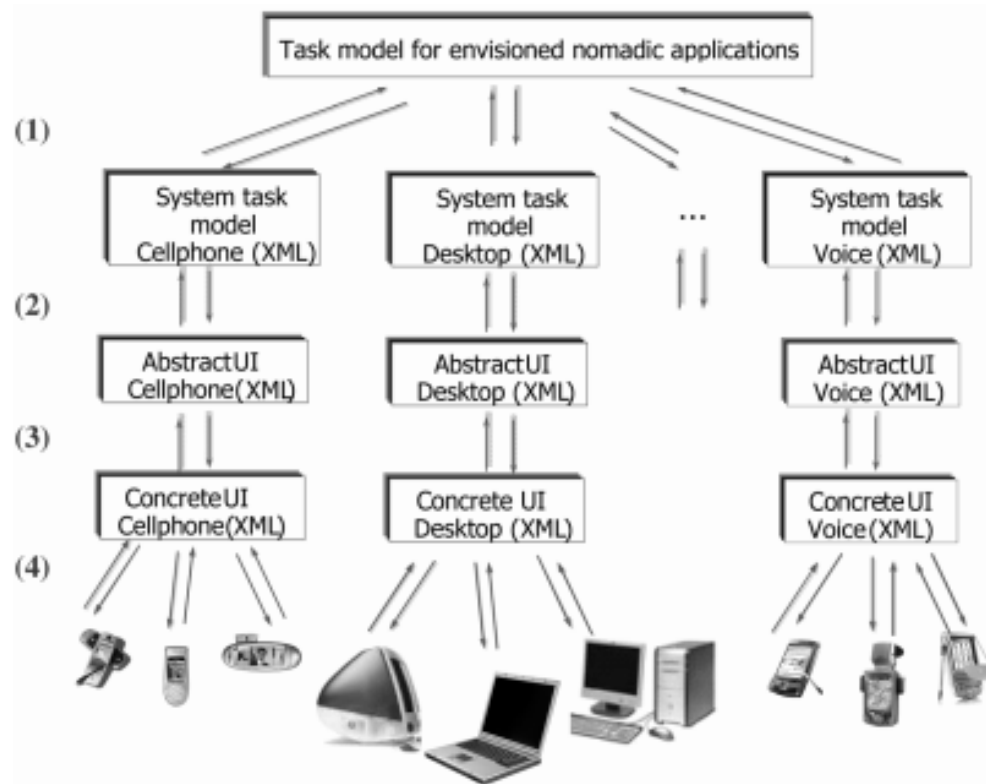 Task model for envisioned nomadic applications
(1)
System task
model
Cellphone (XML)
System task
model
Desktop (XML)
...
System task
model
Voice (XML)
(2)
AbstractUI
Cellphone(XML)
AbstractUI
Desktop (XML)
AbstractUI
Voice (XML)
(3)
ConcreteUI
Cellphone(XML)
Concrete UI
Desktop (XML)
Concrete UI
Voice(XML)
(4)